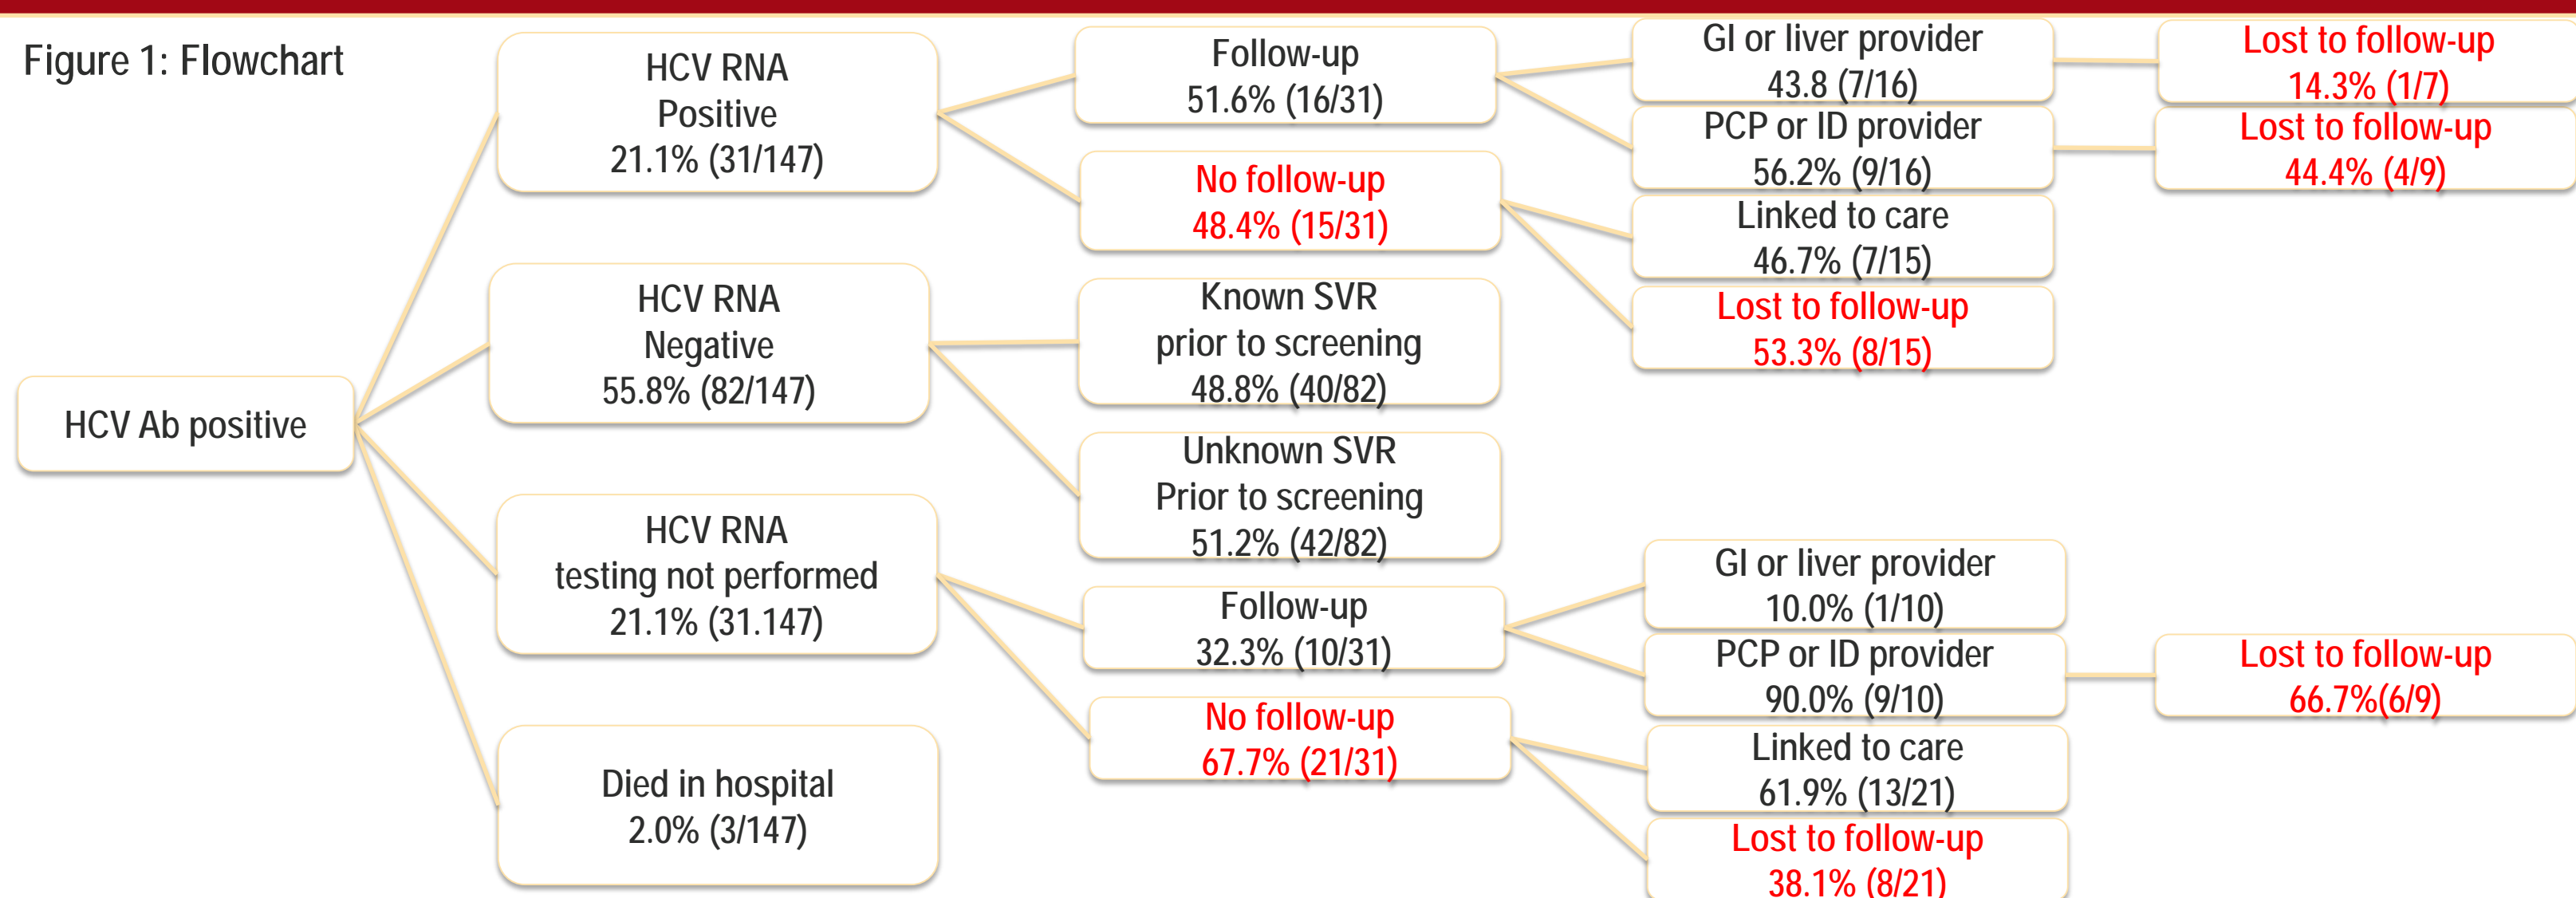 Figure 1: Flowchart
HCV Ab positive
HCV RNA
Positive
21.1% (31/147)
HCV RNA
Negative
55.8% (82/147)
HCV RNA
testing not performed
21.1% (31.147)
Died in hospital
2.0% (3/147)
Follow-up
51.6% (16/31)
No follow-up
48.4% (15/31)
Known SVR
prior to screening
48.8% (40/82)
Unknown SVR
Prior to screening
51.2% (42/82)
Follow-up
32.3% (10/31)
No follow-up
67.7% (21/31)
GI or liver provider
43.8 (7/16)
PCP or ID provider
56.2% (9/16)
Linked to care
46.7% (7/15)
Lost to follow-up
53.3% (8/15)
GI or liver provider
10.0% (1/10)
PCP or ID provider
90.0% (9/10)
Linked to care
61.9% (13/21)
Lost to follow-up
38.1% (8/21)
Lost to follow-up
14.3% (1/7)
Lost to follow-up
44.4% (4/9)
Lost to follow-up
66.7%(6/9)